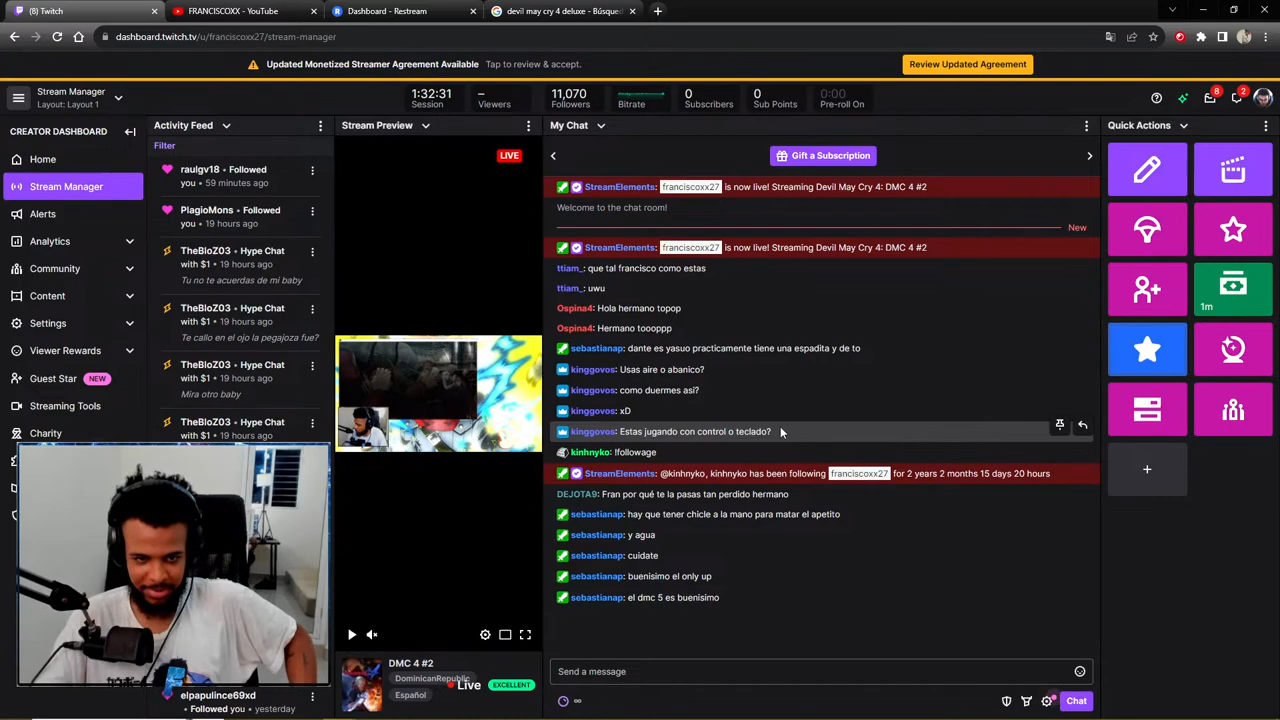 (1) Twitch
FRANCISCOXX - YouTube
Dashboard - Restream
devil may cry 4 deluxe - Búsqued
dashboard.twitch.tv/u/franciscoxx27/stream-manager
Updated Monetized Streamer Agreement Available Tap to review & accept.
Review Updated Agreement
Stream Manager
Layout: Layout 1
1:32:31
Session
–
Viewers
11,070
Followers
Bitrate
0
Subscribers
0
Sub Points
0:00
Pre-roll On
8
2
CREATOR DASHBOARD
Home
Stream Manager
Alerts
Analytics
Community
Content
Settings
Viewer Rewards
Guest Star NEW
Streaming Tools
Charity
Activity Feed
Filter
raulgv18 • Followed
you • 59 minutes ago
PlagioMons • Followed
you • 19 hours ago
TheBloZ03 • Hype Chat
with $1 • 19 hours ago
Tu no te acuerdas de mi baby
TheBloZ03 • Hype Chat
with $1 • 19 hours ago
Te callo en el ojo la pegajoza fue?
TheBloZ03 • Hype Chat
with $1 • 19 hours ago
Mira otro baby
TheBloZ03 • Hype Chat
with $1 • 19 hours ago
elpapulince69xd
• Followed you • yesterday
Stream Preview
LIVE
DMC 4 #2
DominicanRepublic
Español
Live
EXCELLENT
My Chat
Gift a Subscription
StreamElements: franciscoxx27 is now live! Streaming Devil May Cry 4: DMC 4 #2
Welcome to the chat room!
New
StreamElements: franciscoxx27 is now live! Streaming Devil May Cry 4: DMC 4 #2
ttiam_: que tal francisco como estas
ttiam_: uwu
Ospina4: Hola hermano topop
Ospina4: Hermano toooppp
sebastianap: dante es yasuo practicamente tiene una espadita y de to
kinggovos: Usas aire o abanico?
kinggovos: como duermes asi?
kinggovos: xD
kinggovos: Estas jugando con control o teclado?
kinhnyko: !followage
StreamElements: @kinhnyko, kinhnyko has been following franciscoxx27 for 2 years 2 months 15 days 20 hours
DEJOTA9: Fran por qué te la pasas tan perdido hermano
sebastianap: hay que tener chicle a la mano para matar el apetito
sebastianap: y agua
sebastianap: cuidate
sebastianap: buenisimo el only up
sebastianap: el dmc 5 es buenisimo
Send a message
Chat
Quick Actions
1m